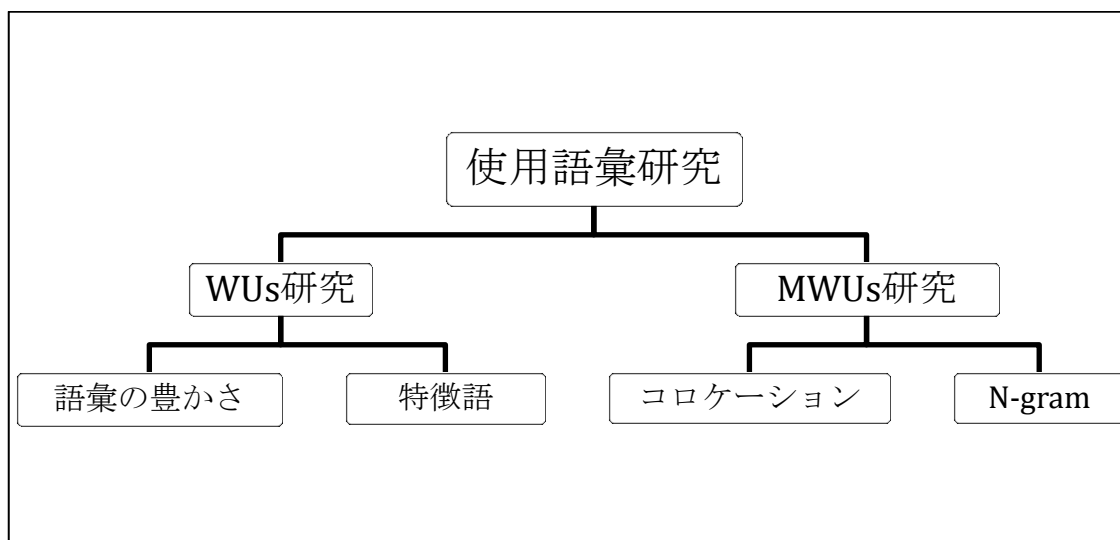 使用語彙研究
WUs研究
MWUs研究
語彙の豊かさ
特徴語
コロケーション
N-gram